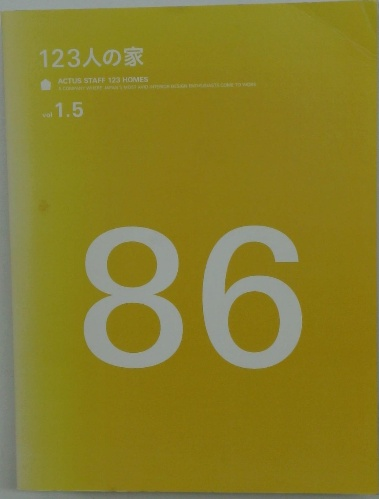 123人の家
ACTUS STAFF 123 HOMES
vol 1.5
86